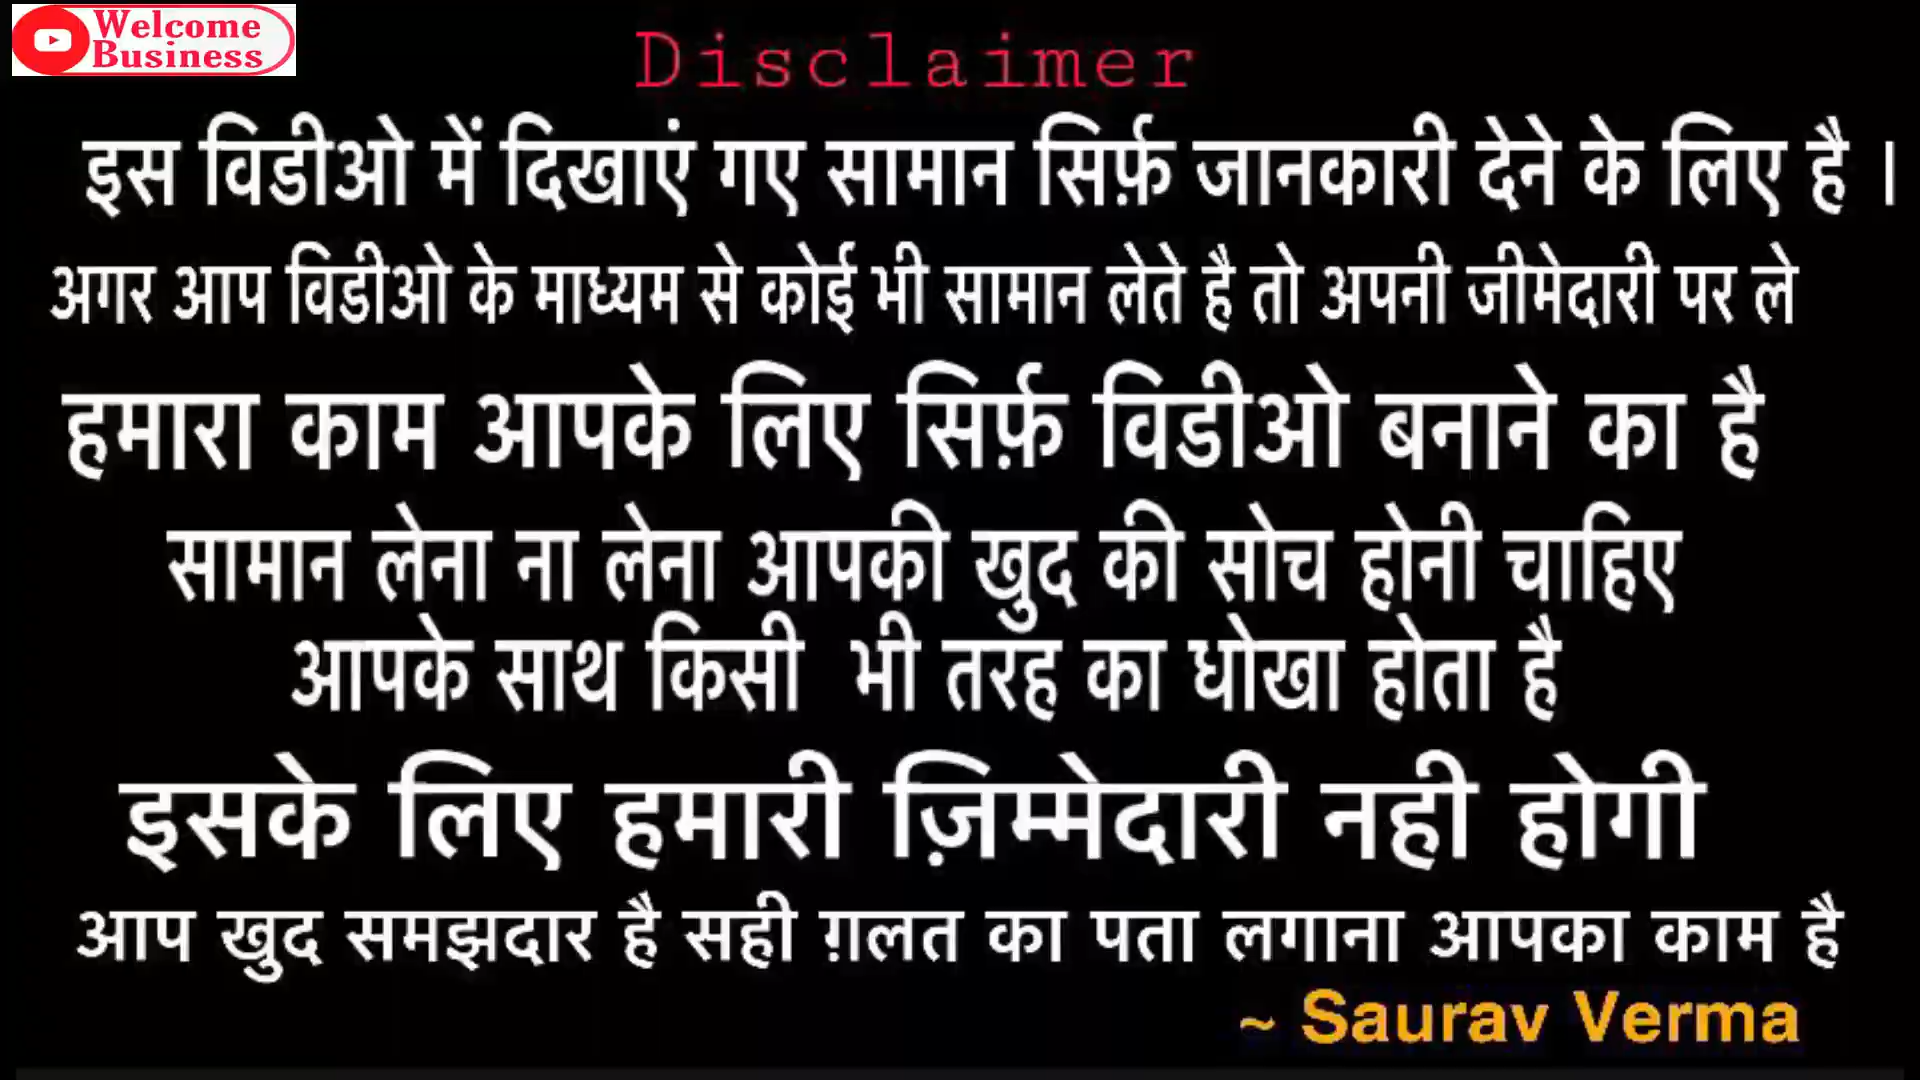 Welcome
Business
Disclaimer
इस विडीओ में दिखाएं गए सामान सिर्फ़ जानकारी देने के लिए है ।
अगर आप विडीओ के माध्यम से कोई भी सामान लेते है तो अपनी जीमेदारी पर ले
हमारा काम आपके लिए सिर्फ़ विडीओ बनाने का है
सामान लेना ना लेना आपकी खुद की सोच होनी चाहिए
आपके साथ किसी भी तरह का धोखा होता है
इसके लिए हमारी ज़िम्मेदारी नही होगी
आप खुद समझदार है सही ग़लत का पता लगाना आपका काम है
~ Saurav Verma